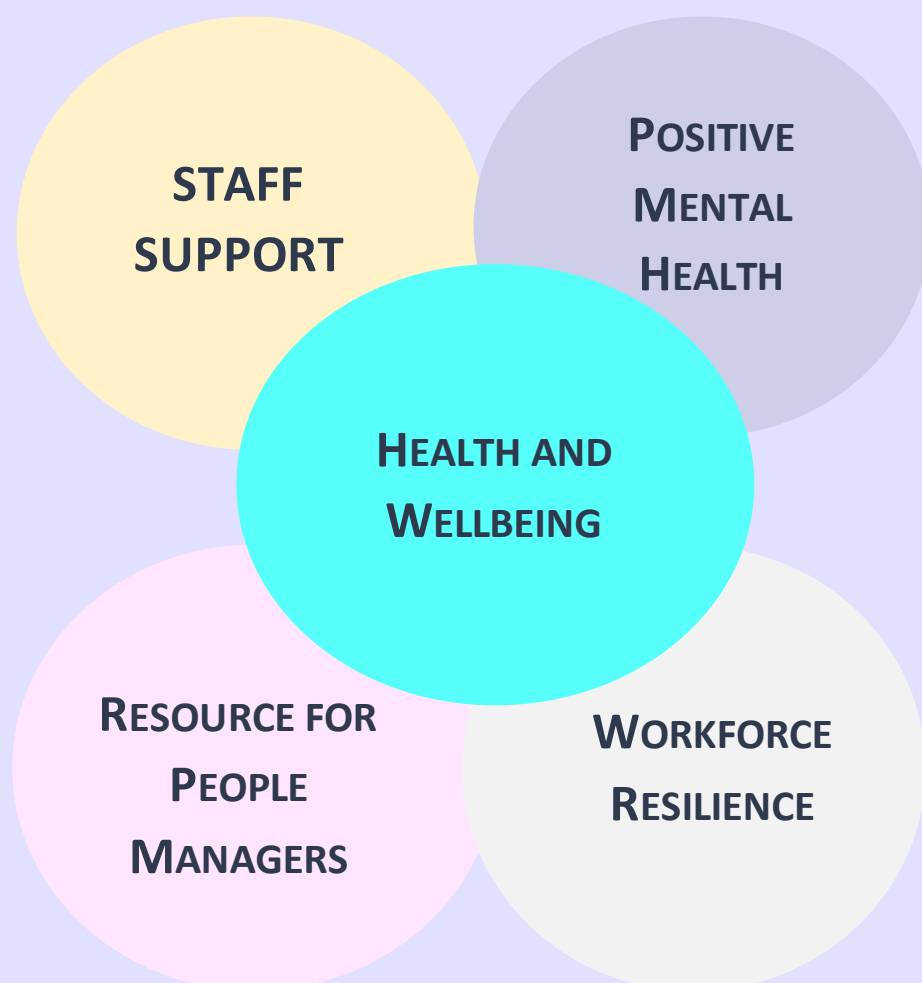 STAFF
SUPPORT
POSITIVE
MENTAL
HEALTH
HEALTH AND
WELLBEING
RESOURCE FOR
PEOPLE
MANAGERS
WORKFORCE
RESILIENCE